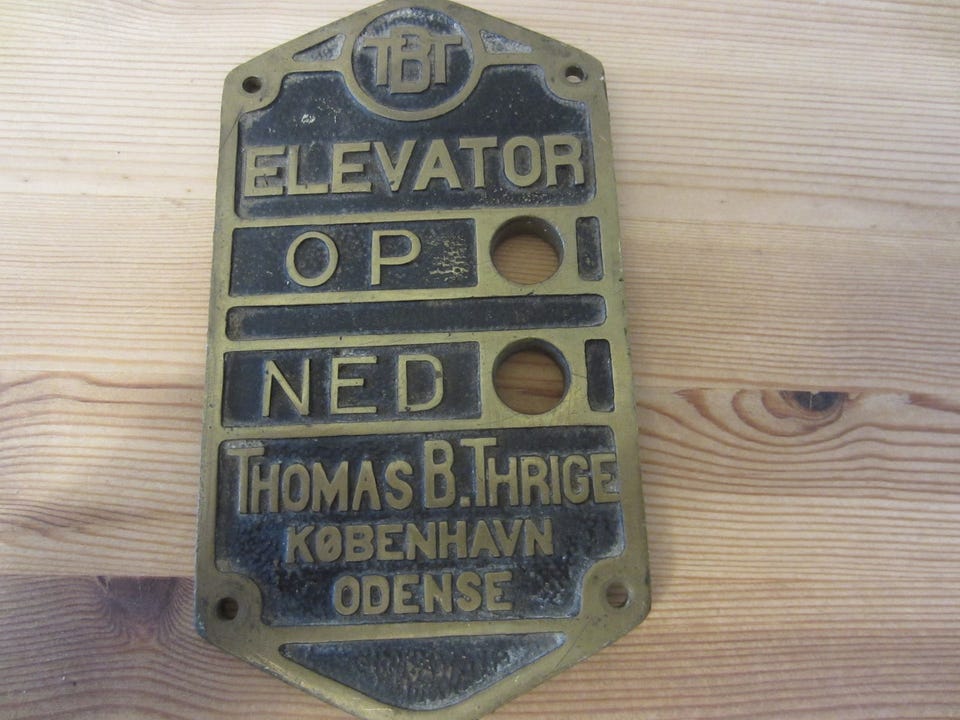 TBT
ELEVATOR
OP
NED
THOMAS B. THRIGE
KØBENHAVN
ODENSE